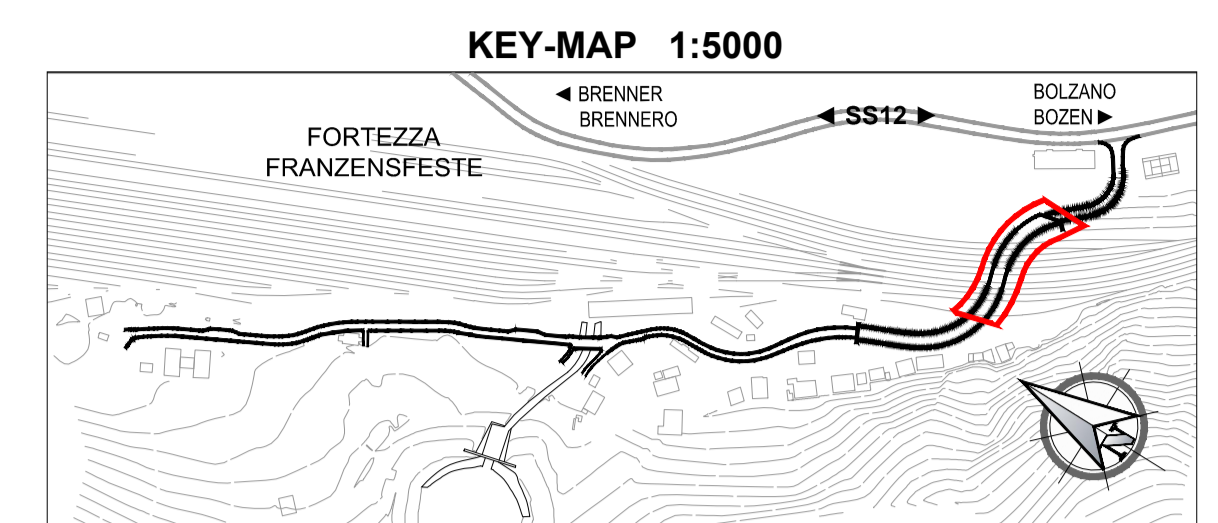 KEY-MAP 1:5000
◄ BRENNER
BRENNERO
◄ SS12 ►
BOLZANO
BOZEN ►
FORTEZZA
FRANZENSFESTE
N